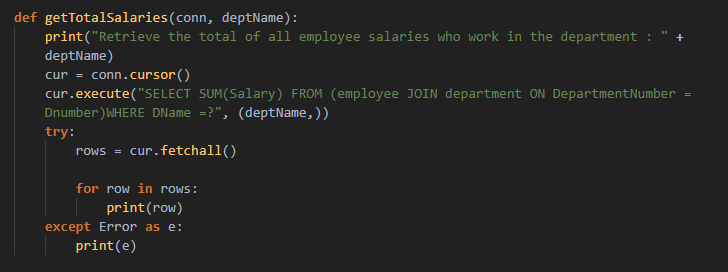 def getTotalSalaries(conn, deptName):
    print("Retrieve the total of all employee salaries who work in the department : " +
    deptName)
    cur = conn.cursor()
    cur.execute("SELECT SUM(Salary) FROM (employee JOIN department ON DepartmentNumber =
    Dnumber)WHERE DName =?", (deptName,))
    try:
        rows = cur.fetchall()

        for row in rows:
            print(row)
    except Error as e:
        print(e)